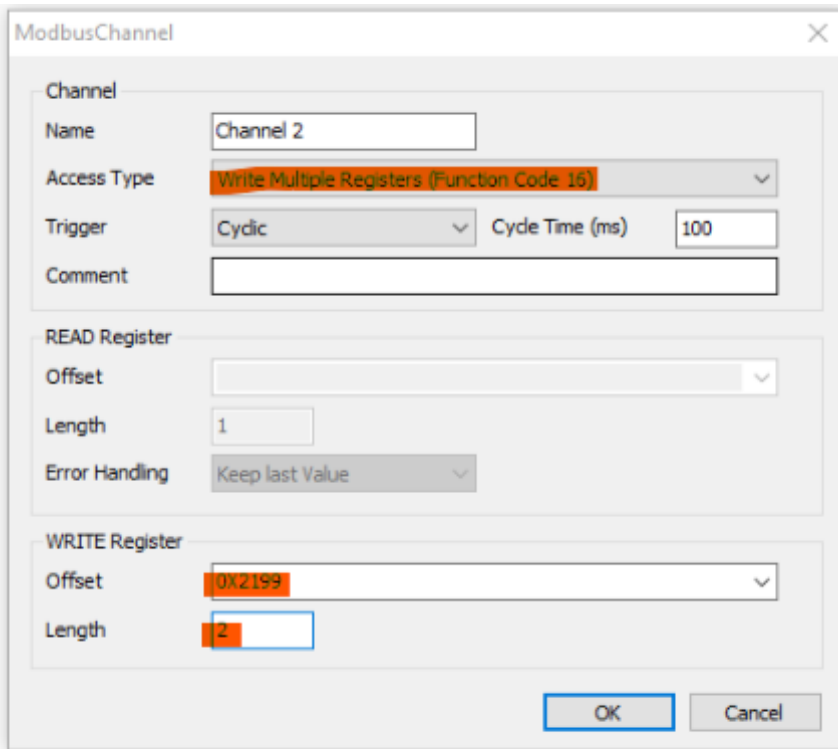 ModbusChannel
Channel
Name Channel 2
Access Type Write Multiple Registers (Function Code 16)
Trigger Cyclic Cycle Time (ms) 100
Comment
READ Register
Offset
Length 1
Error Handling Keep last Value
WRITE Register
Offset 0X2199
Length 2
OK Cancel